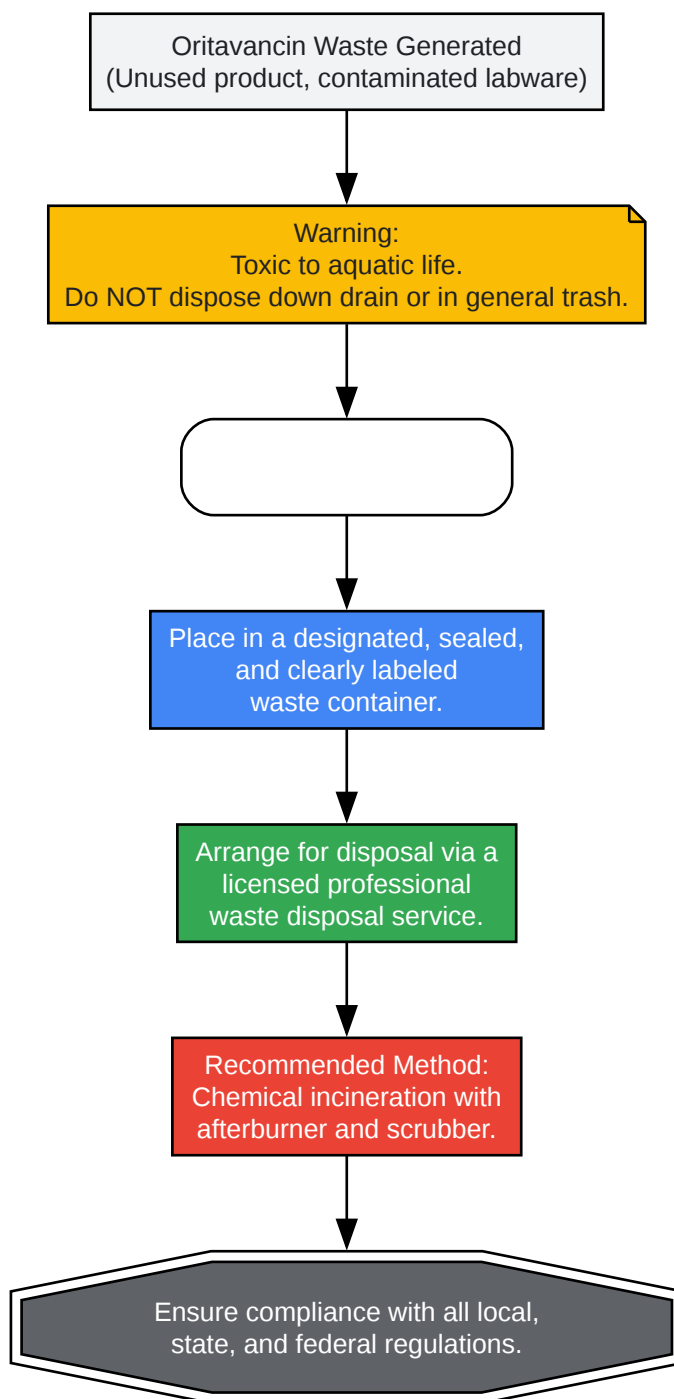 Oritavancin Waste Generated
(Unused product, contaminated labware)
Warning:
Toxic to aquatic life.
Do NOT dispose down drain or in general trash.
Place in a designated, sealed,
and clearly labeled
waste container.
Arrange for disposal via a
licensed professional
waste disposal service.
Recommended Method:
Chemical incineration with
afterburner and scrubber.
Ensure compliance with all local,
state, and federal regulations.